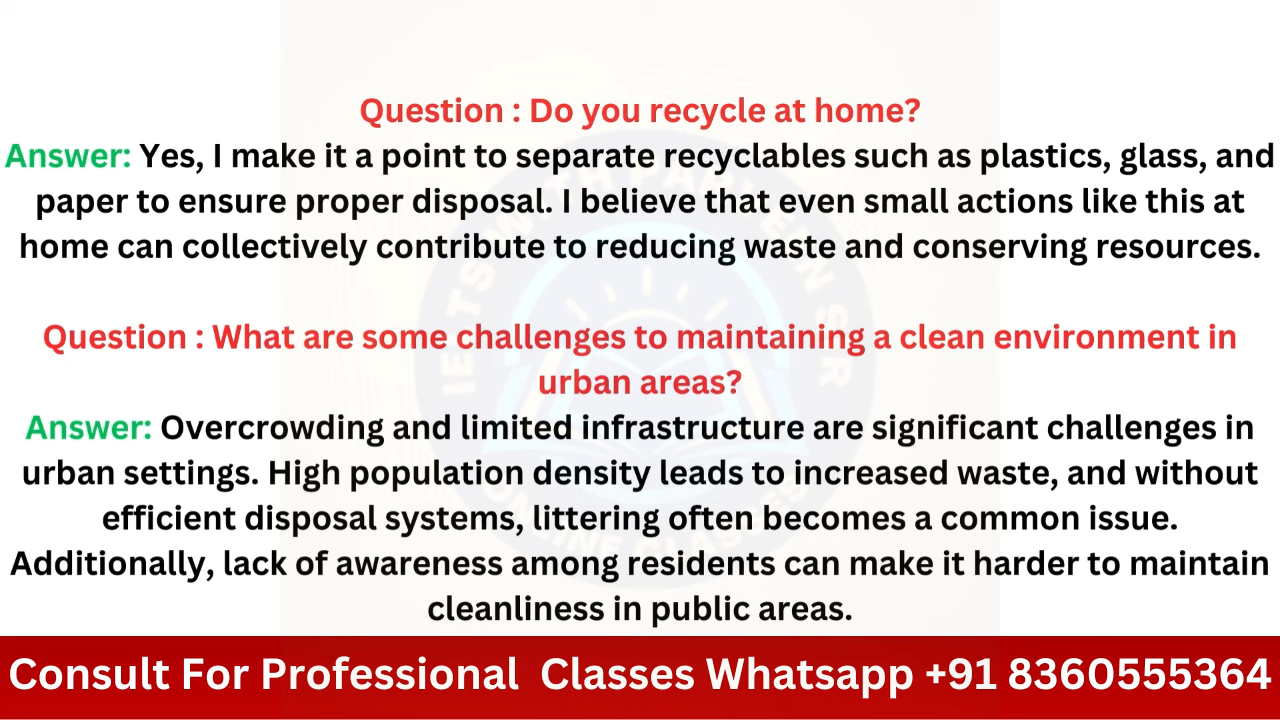 Question : Do you recycle at home?
Answer: Yes, I make it a point to separate recyclables such as plastics, glass, and
paper to ensure proper disposal. I believe that even small actions like this at
home can collectively contribute to reducing waste and conserving resources.
Question : What are some challenges to maintaining a clean environment in
urban areas?
Answer: Overcrowding and limited infrastructure are significant challenges in
urban settings. High population density leads to increased waste, and without
efficient disposal systems, littering often becomes a common issue.
Additionally, lack of awareness among residents can make it harder to maintain
cleanliness in public areas.
Consult For Professional Classes Whatsapp +91 8360555364